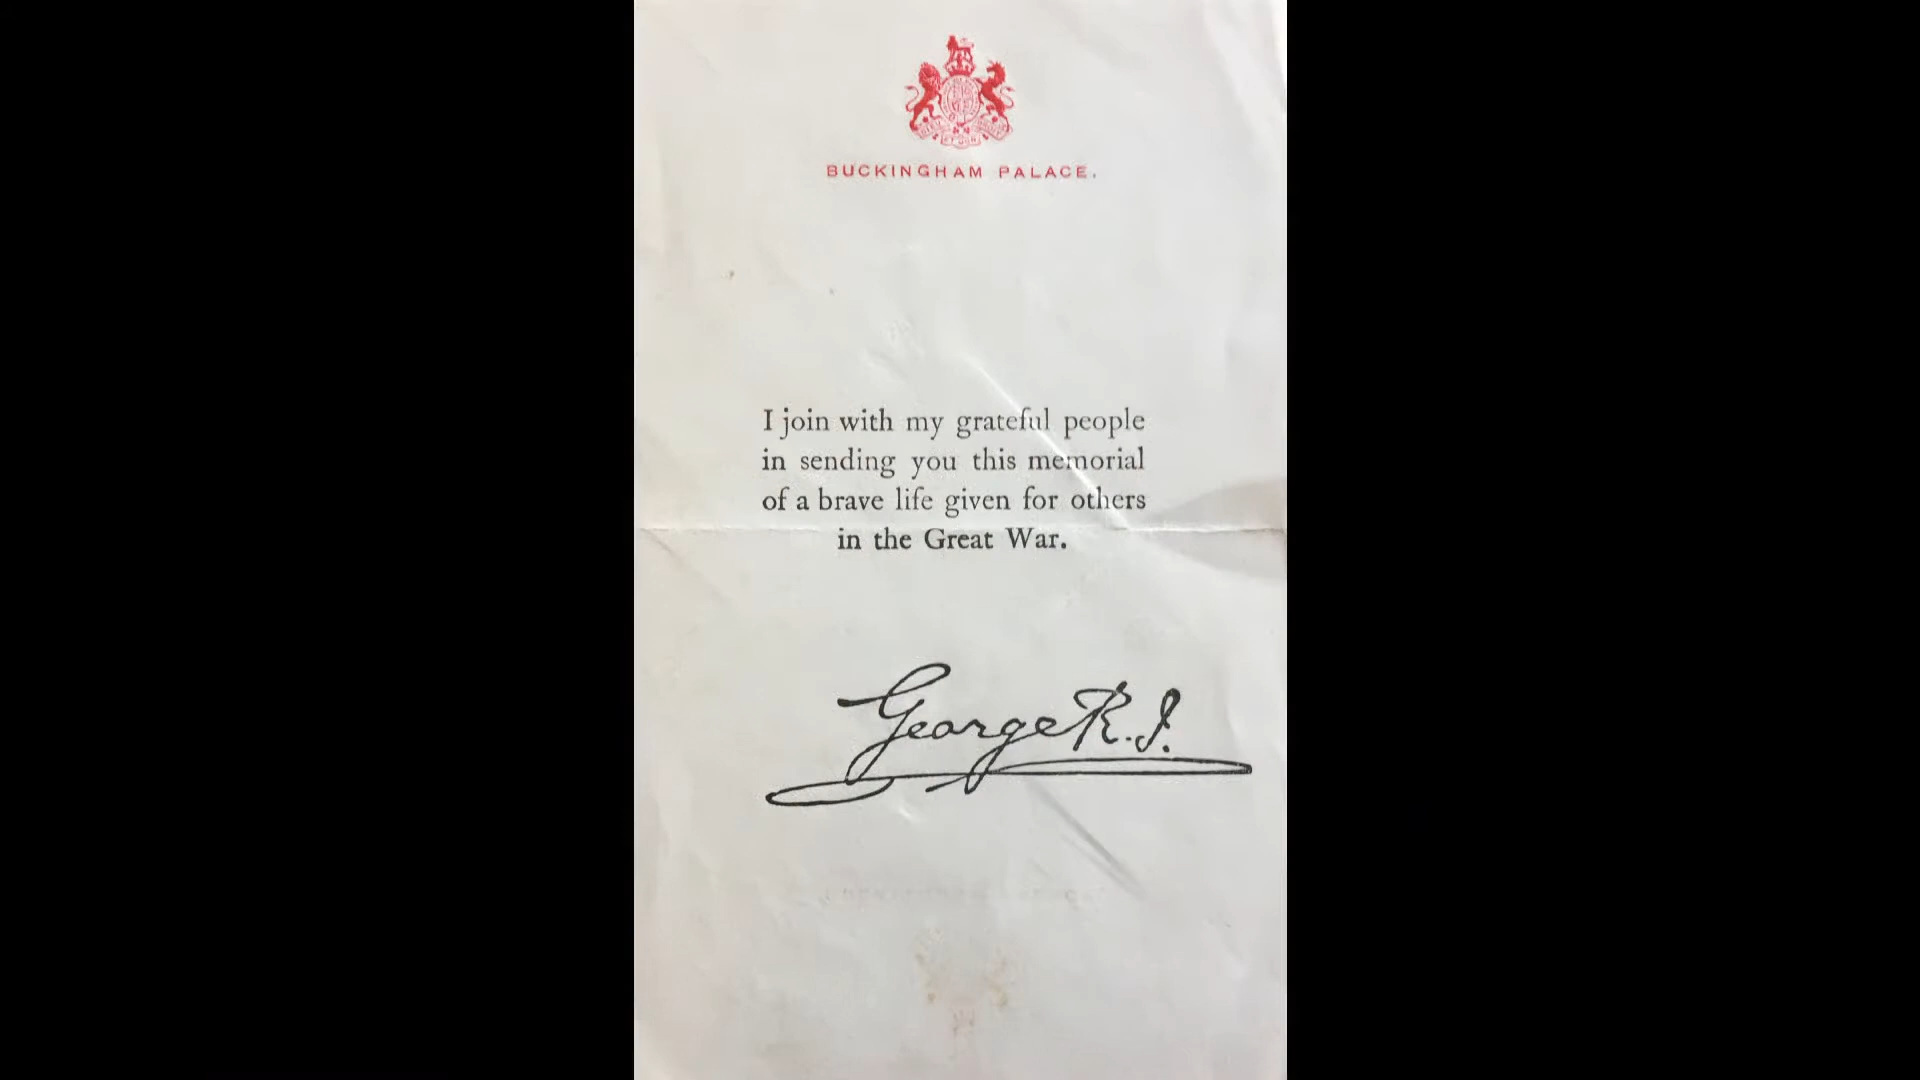 BUCKINGHAM PALACE.
I join with my grateful people
in sending you this memorial
of a brave life given for others
in the Great War.
George R.I.